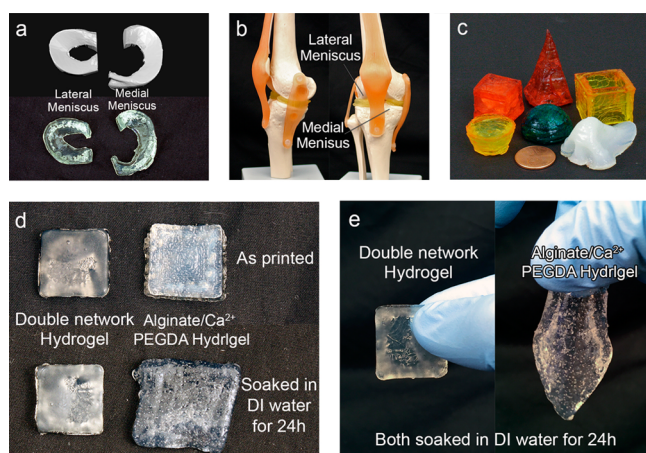 a
Lateral
Meniscus
Medial
Meniscus
b
Lateral
Meniscus
Medial
Menisus
c
d
As printed
Double network
Hydrogel
Alginate/Ca²⁺
PEGDA Hydrlgel
Soaked in
DI water
for 24h
e
Double network
Hydrogel
Alginate/Ca²⁺
PEGDA Hydrlgel
Both soaked in DI water for 24h